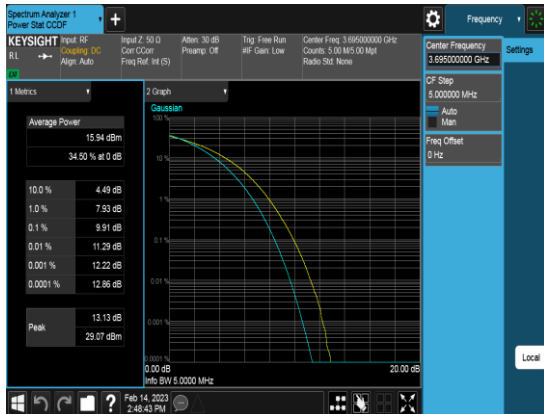 Spectrum Analyzer 1
Power Stat CCDF
Frequency
KEYSIGHT
RL
Input: RF
Coupling: DC
Align: Auto
Input Z: 50 Ω
Corr CCorr
Freq Ref: Int (S)
Atten: 30 dB
Preamp: Off
Trig: Free Run
#IF Gain: Low
Center Freq: 3.695000000 GHz
Counts: 5.00 M/5.00 Mpt
Radio Std: None
Center Frequency
3.695000000 GHz
Settings
CF Step
5.000000 MHz
Auto
Man
Freq Offset
0 Hz
Local
1 Metrics
Average Power
15.94 dBm
34.50 % at 0 dB
10.0 % 4.49 dB
1.0 % 7.93 dB
0.1 % 9.91 dB
0.01 % 11.29 dB
0.001 % 12.22 dB
0.0001 % 12.86 dB
Peak 13.13 dB
29.07 dBm
2 Graph
Gaussian
100 %
10 %
1 %
0.1 %
0.01 %
0.001 %
0.0001 %
0.00 dB 20.00 dB
Info BW 5.0000 MHz
?
Feb 14, 2023
2:48:43 PM